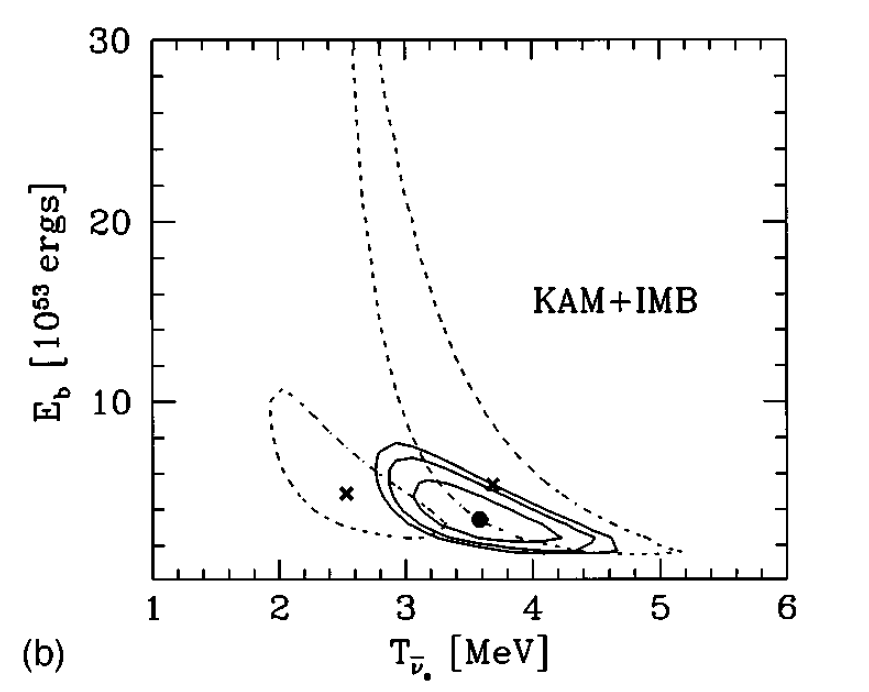 30
20
10
E_b [10^53 ergs]
KAM+IMB
1 2 3 4 5 6
(b)
T_ν̄ₑ [MeV]